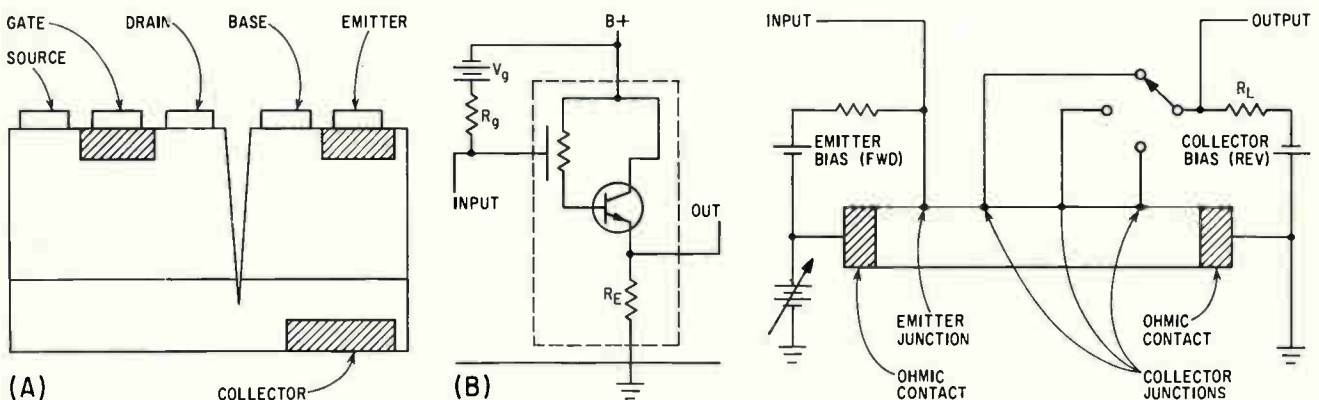 GATE
DRAIN
BASE
EMITTER
SOURCE
COLLECTOR
(A)
B+
Vg
Rg
INPUT
OUT
RE
(B)
INPUT
OUTPUT
EMITTER
BIAS (FWD)
RL
COLLECTOR
BIAS (REV)
EMITTER
JUNCTION
OHMIC
CONTACT
COLLECTOR
JUNCTIONS
OHMIC
CONTACT